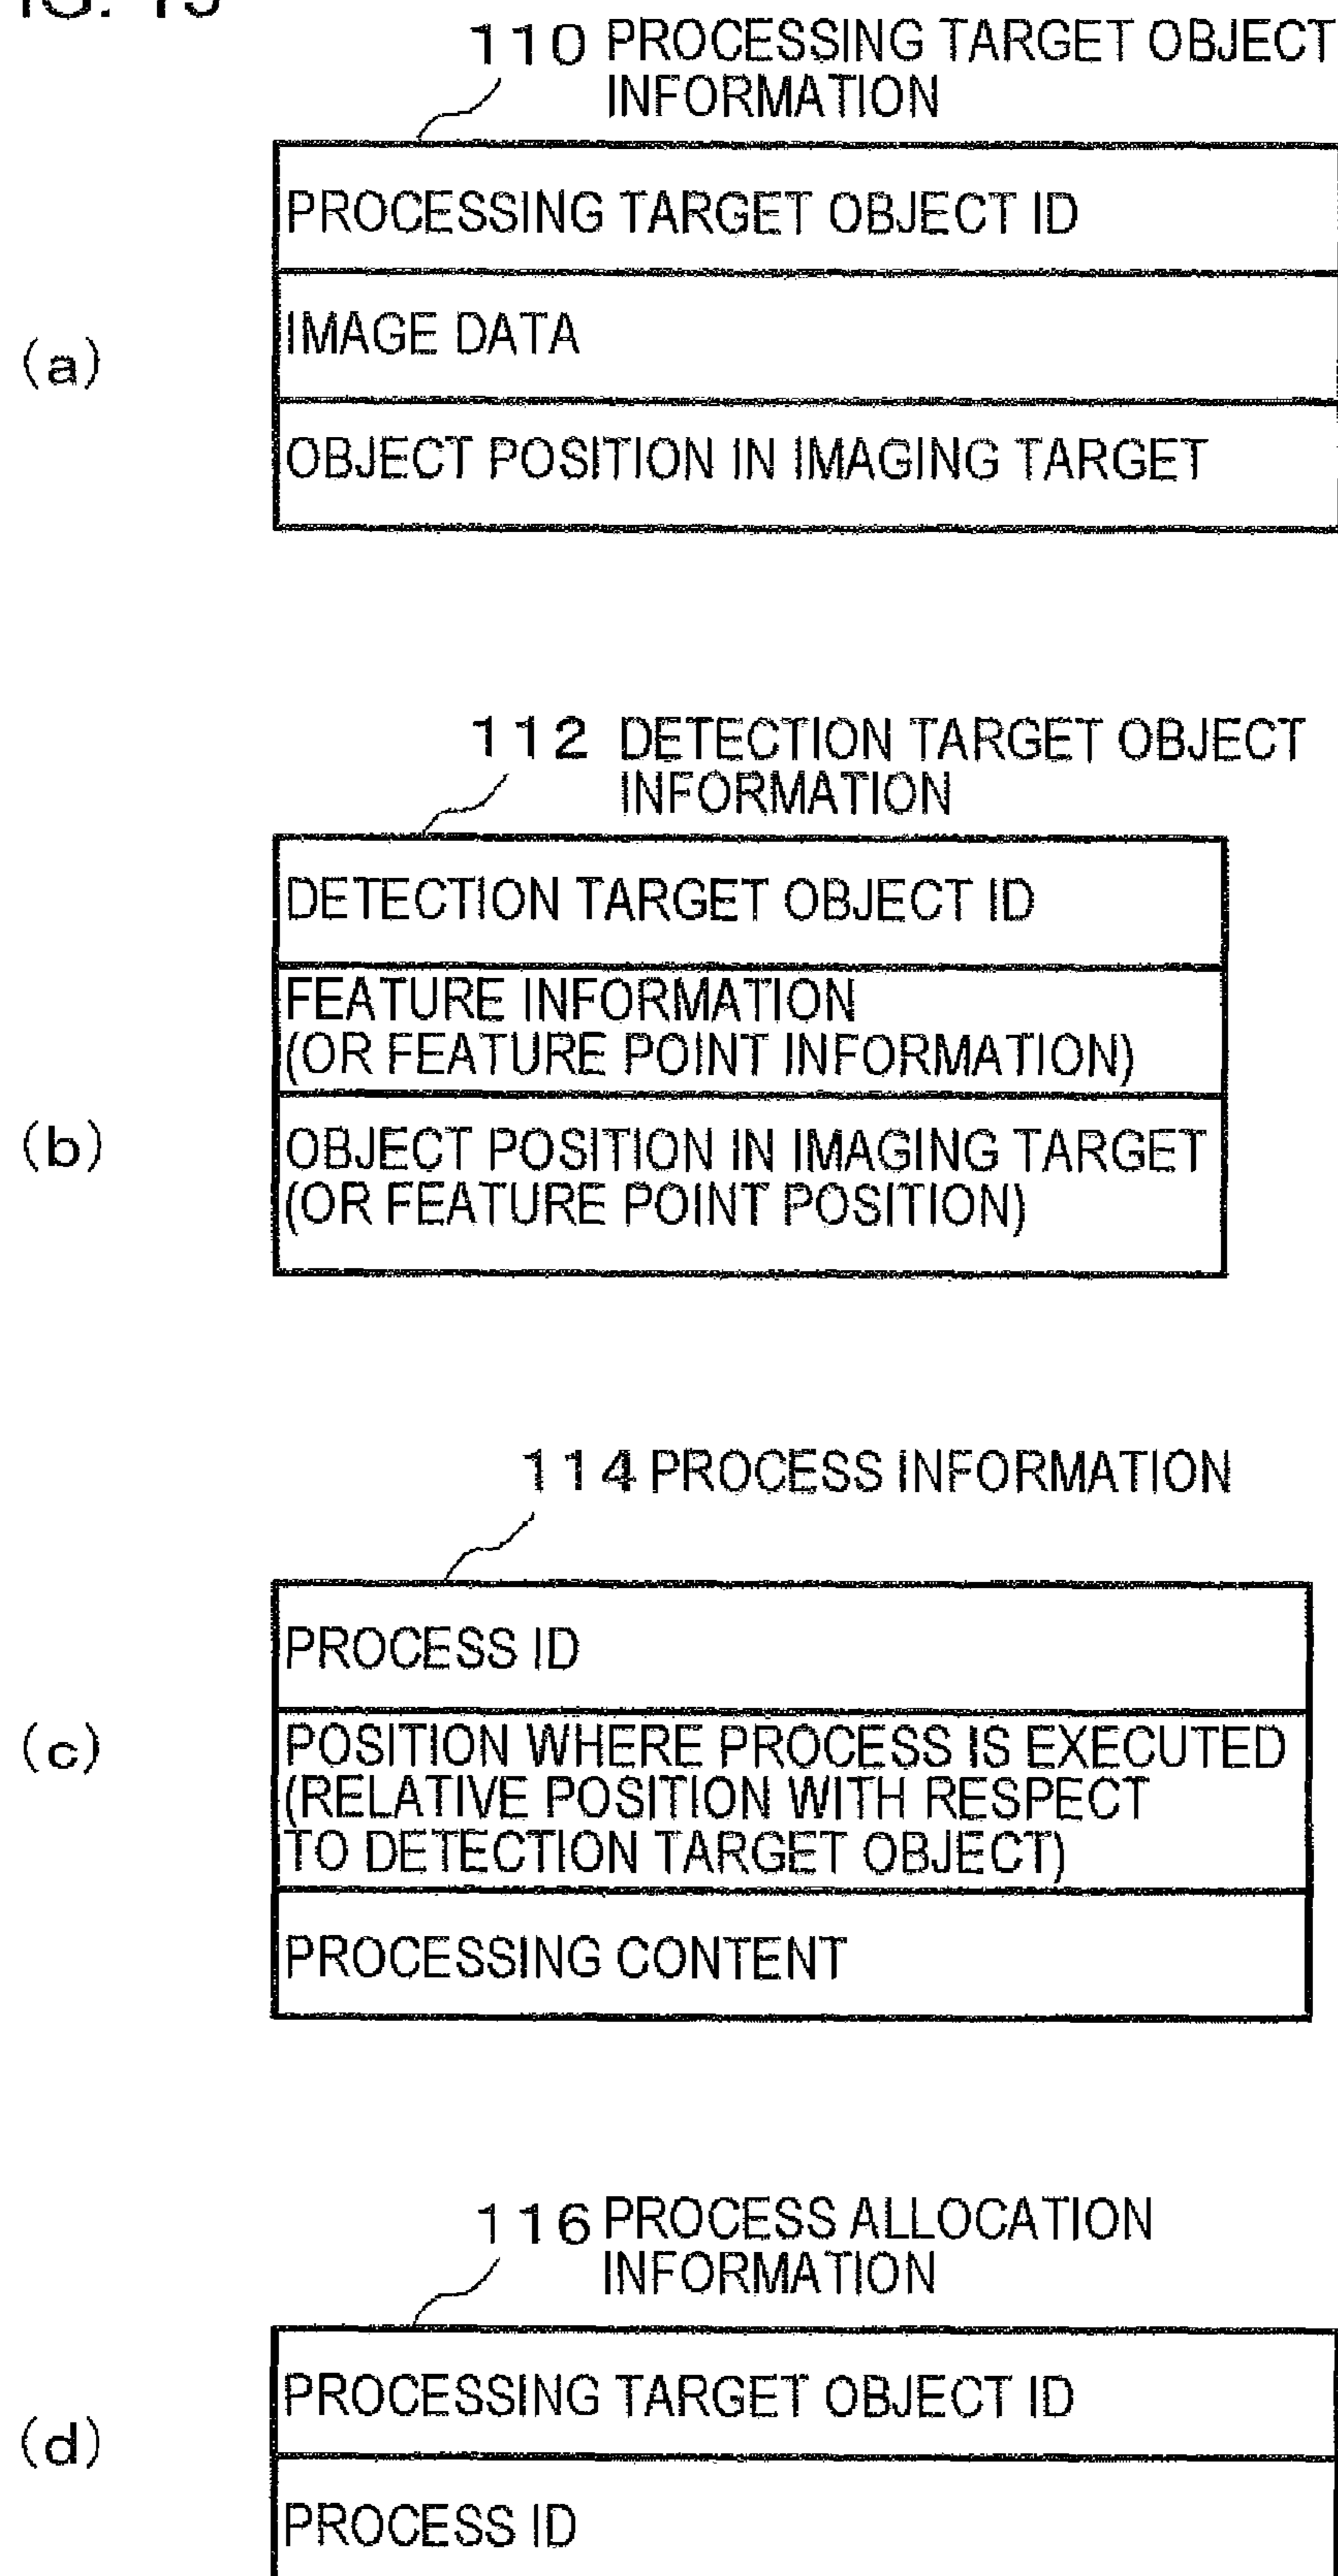 110 PROCESSING TARGET OBJECT
INFORMATION
PROCESSING TARGET OBJECT ID
IMAGE DATA
(a)
OBJECT POSITION IN IMAGING TARGET
112 DETECTION TARGET OBJECT
INFORMATION
DETECTION TARGET OBJECT ID
FEATURE INFORMATION
(OR FEATURE POINT INFORMATION)
(b)
OBJECT POSITION IN IMAGING TARGET
(OR FEATURE POINT POSITION)
114 PROCESS INFORMATION
PROCESS ID
(c)
POSITION WHERE PROCESS IS EXECUTED
(RELATIVE POSITION WITH RESPECT
TO DETECTION TARGET OBJECT)
PROCESSING CONTENT
116 PROCESS ALLOCATION
INFORMATION
PROCESSING TARGET OBJECT ID
(d)
PROCESS ID